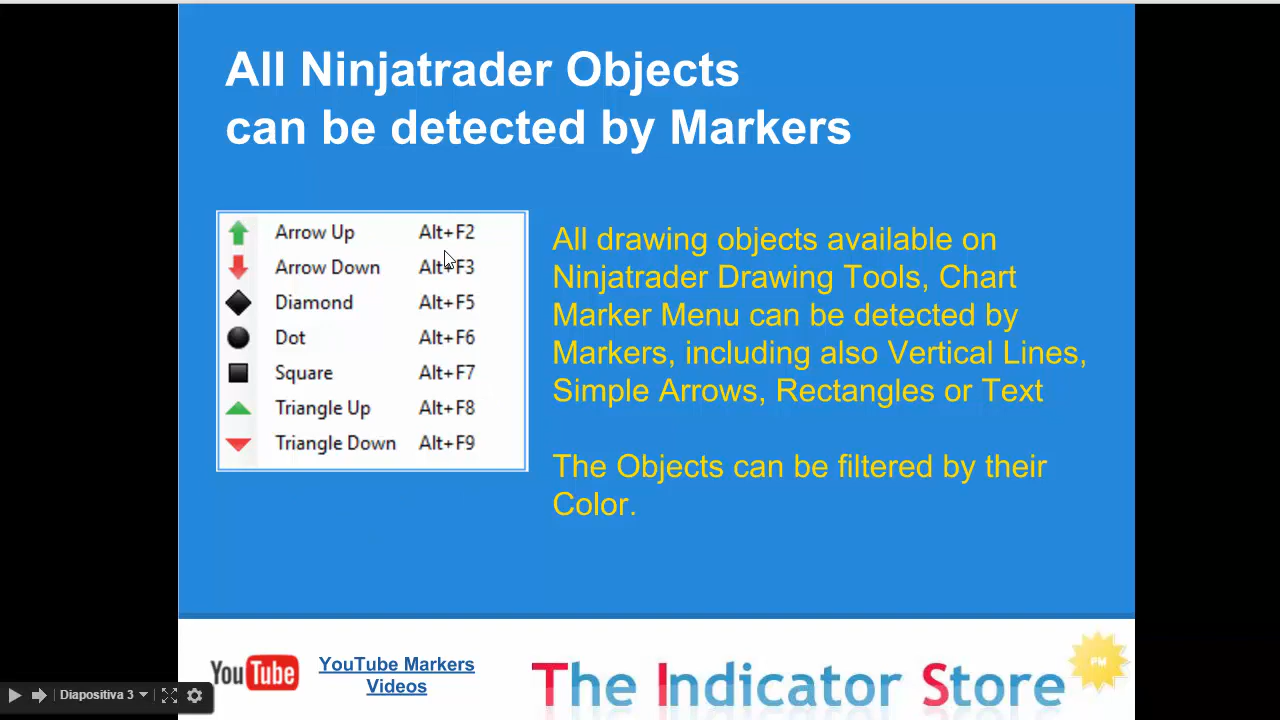 All Ninjatrader Objects
can be detected by Markers
Arrow Up Alt+F2
Arrow Down Alt+F3
Diamond Alt+F5
Dot Alt+F6
Square Alt+F7
Triangle Up Alt+F8
Triangle Down Alt+F9
All drawing objects available on
Ninjatrader Drawing Tools, Chart
Marker Menu can be detected by
Markers, including also Vertical Lines,
Simple Arrows, Rectangles or Text
The Objects can be filtered by their
Color.
YouTube
YouTube Markers
Videos
The Indicator Store
PM
Diapositiva 3